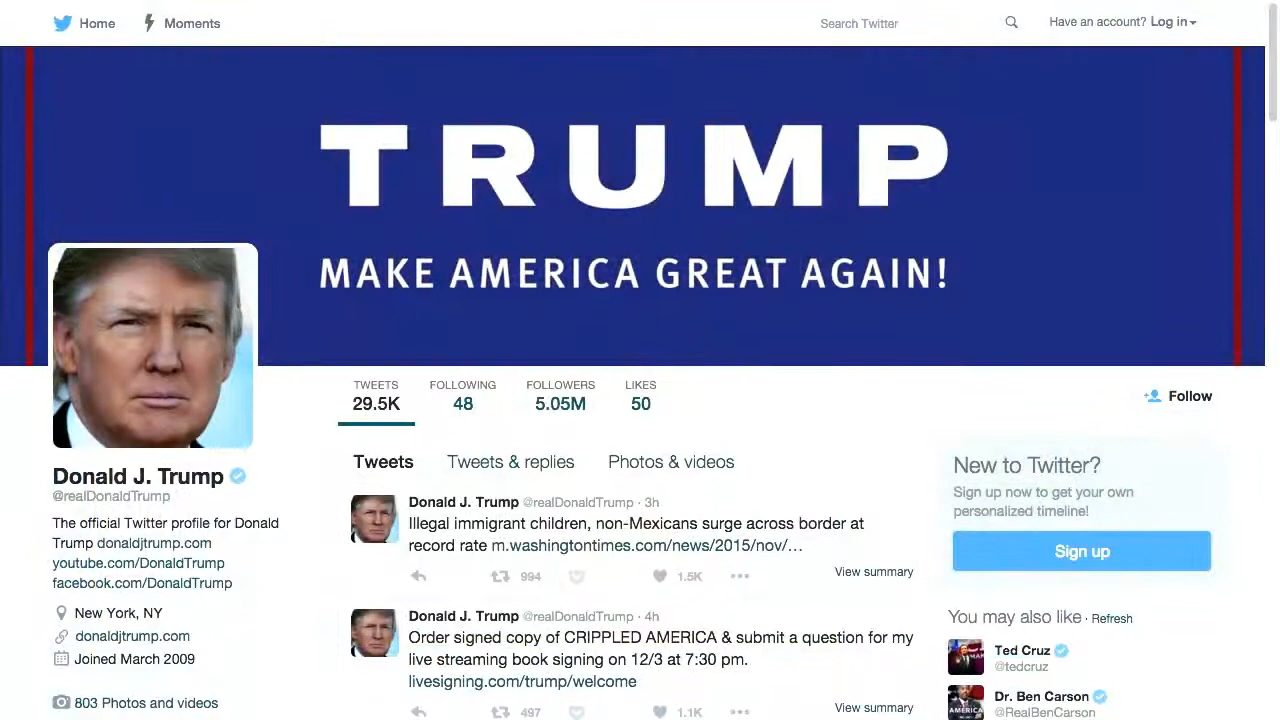 Home
Moments
Search Twitter
Have an account? Log in
TRUMP
MAKE AMERICA GREAT AGAIN!
TWEETS
29.5K
FOLLOWING
48
FOLLOWERS
5.05M
LIKES
50
Follow
Donald J. Trump
@realDonaldTrump
The official Twitter profile for Donald
Trump donaldjtrump.com
youtube.com/DonaldTrump
facebook.com/DonaldTrump
New York, NY
donaldjtrump.com
Joined March 2009
803 Photos and videos
Tweets
Tweets & replies
Photos & videos
Donald J. Trump @realDonaldTrump · 3h
Illegal immigrant children, non-Mexicans surge across border at
record rate m.washingtontimes.com/news/2015/nov/…
994
1.5K
View summary
Donald J. Trump @realDonaldTrump · 4h
Order signed copy of CRIPPLED AMERICA & submit a question for my
live streaming book signing on 12/3 at 7:30 pm.
livesigning.com/trump/welcome
497
1.1K
View summary
New to Twitter?
Sign up now to get your own
personalized timeline!
Sign up
You may also like · Refresh
Ted Cruz
@tedcruz
Dr. Ben Carson
@RealBenCarson